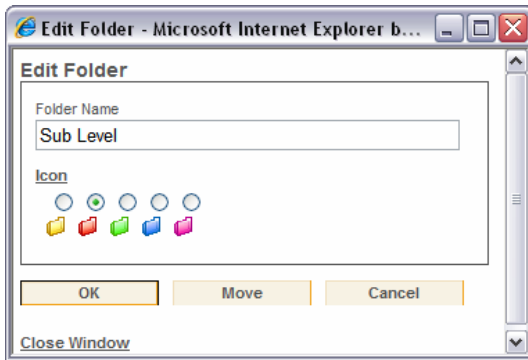 Edit Folder - Microsoft Internet Explorer b...
Edit Folder
Folder Name
Sub Level
Icon
OK Move Cancel
Close Window